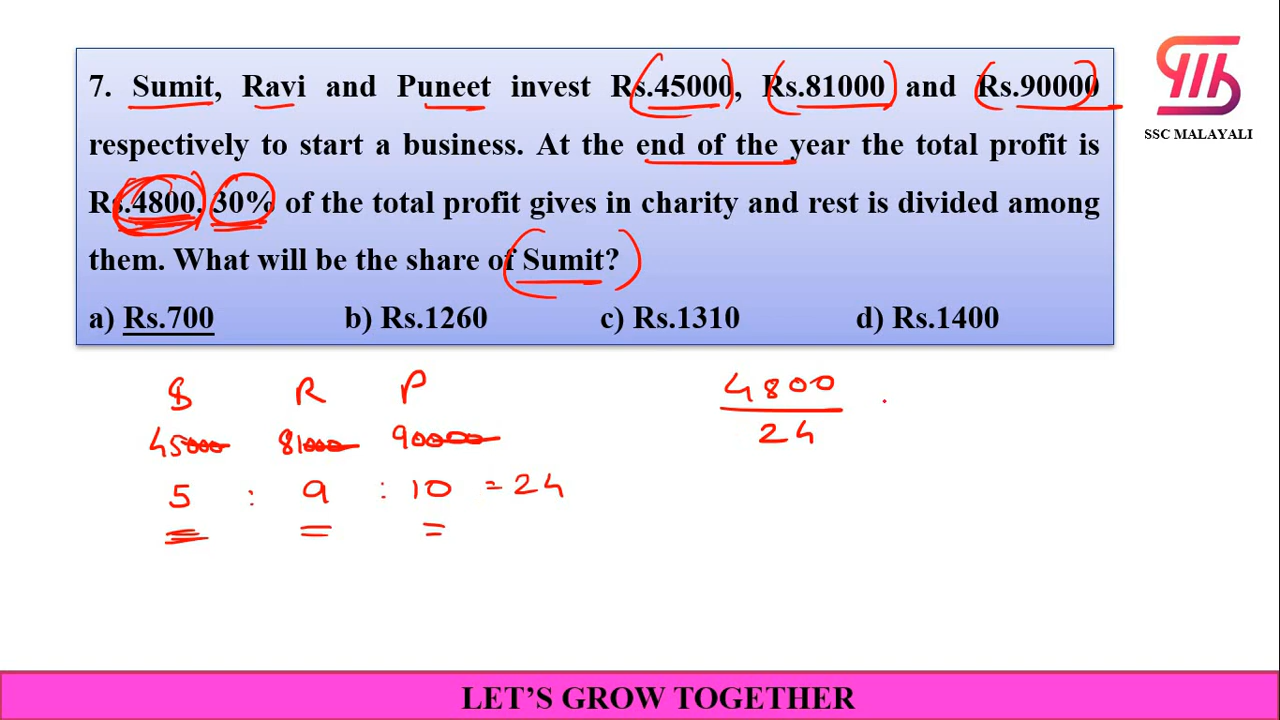 7. Sumit, Ravi and Puneet invest Rs.45000, Rs.81000 and Rs.90000
respectively to start a business. At the end of the year the total profit is
Rs.4800. 30% of the total profit gives in charity and rest is divided among
them. What will be the share of Sumit?
a) Rs.700 b) Rs.1260 c) Rs.1310 d) Rs.1400
SSC MALAYALI
S R P
45000 81000 90000
5 : 9 : 10 = 24
4800
24
LET’S GROW TOGETHER